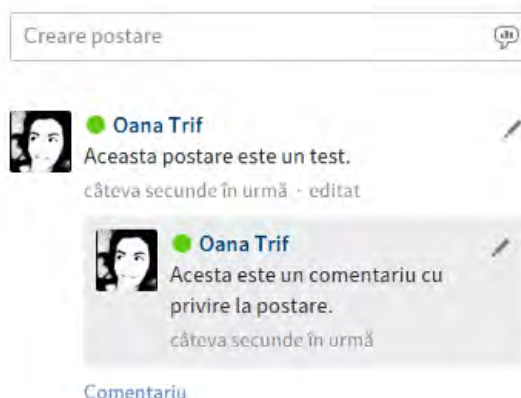 Creare postare
Oana Trif
Aceasta postare este un test.
câteva secunde în urmă · editat
Oana Trif
Acesta este un comentariu cu
privire la postare.
câteva secunde în urmă
Comentariu